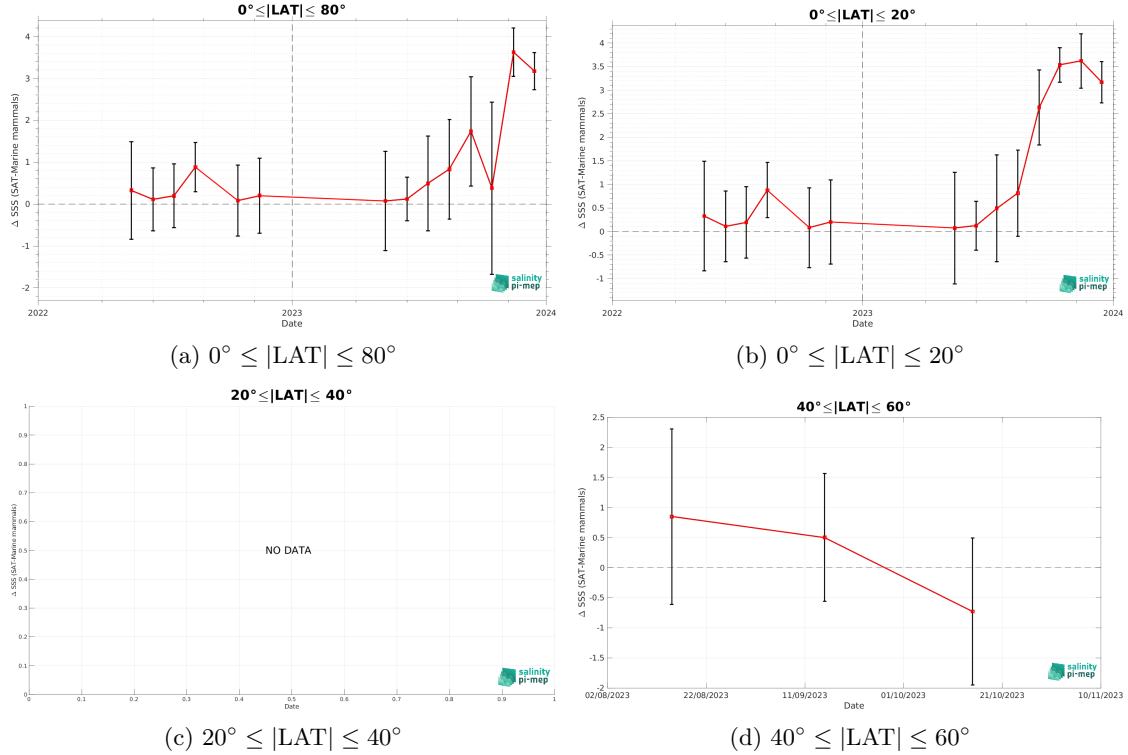 0°≤|LAT|≤ 80°
4
3
2
1
0
-1
-2
Δ SSS (SAT-Marine mammals)
2022
2023
2024
Date
salinity
pi-mep
(a) 0° ≤ |LAT| ≤ 80°
0°≤|LAT|≤ 20°
4
3.5
3
2.5
2
1.5
1
0.5
0
-0.5
-1
Δ SSS (SAT-Marine mammals)
2022
2023
2024
Date
salinity
pi-mep
(b) 0° ≤ |LAT| ≤ 20°
20°≤|LAT|≤ 40°
1
0.9
0.8
0.7
0.6
0.5
0.4
0.3
0.2
0.1
0
Δ SSS (SAT-Marine mammals)
NO DATA
0
0.1
0.2
0.3
0.4
0.5
0.6
0.7
0.8
0.9
1
Date
salinity
pi-mep
(c) 20° ≤ |LAT| ≤ 40°
40°≤|LAT|≤ 60°
2.5
2
1.5
1
0.5
0
-0.5
-1
-1.5
-2
Δ SSS (SAT-Marine mammals)
02/08/2023
22/08/2023
11/09/2023
01/10/2023
21/10/2023
10/11/2023
Date
salinity
pi-mep
(d) 40° ≤ |LAT| ≤ 60°